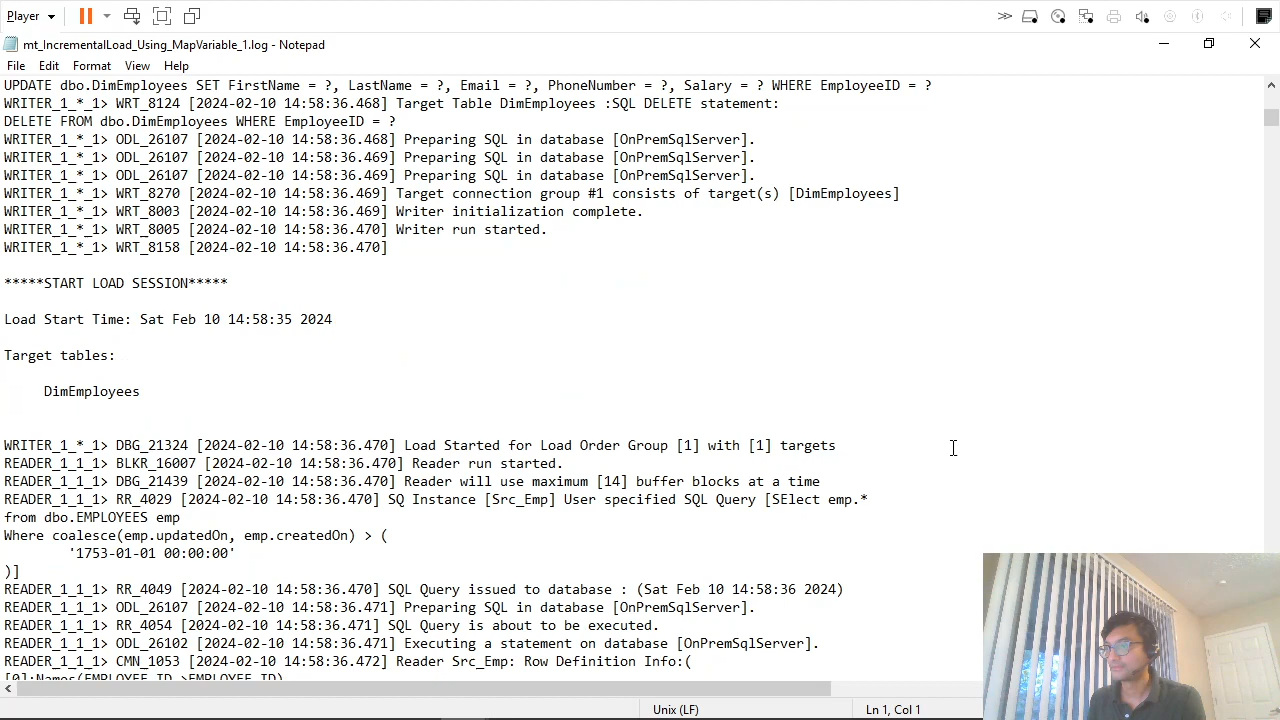 Player
mt_IncrementalLoad_Using_MapVariable_1.log - Notepad
File Edit Format View Help
UPDATE dbo.DimEmployees SET FirstName = ?, LastName = ?, Email = ?, PhoneNumber = ?, Salary = ? WHERE EmployeeID = ?
WRITER_1_*_1> WRT_8124 [2024-02-10 14:58:36.468] Target Table DimEmployees :SQL DELETE statement:
DELETE FROM dbo.DimEmployees WHERE EmployeeID = ?
WRITER_1_*_1> ODL_26107 [2024-02-10 14:58:36.468] Preparing SQL in database [OnPremSqlServer].
WRITER_1_*_1> ODL_26107 [2024-02-10 14:58:36.469] Preparing SQL in database [OnPremSqlServer].
WRITER_1_*_1> ODL_26107 [2024-02-10 14:58:36.469] Preparing SQL in database [OnPremSqlServer].
WRITER_1_*_1> WRT_8270 [2024-02-10 14:58:36.469] Target connection group #1 consists of target(s) [DimEmployees]
WRITER_1_*_1> WRT_8003 [2024-02-10 14:58:36.469] Writer initialization complete.
WRITER_1_*_1> WRT_8005 [2024-02-10 14:58:36.470] Writer run started.
WRITER_1_*_1> WRT_8158 [2024-02-10 14:58:36.470]
*****START LOAD SESSION*****
Load Start Time: Sat Feb 10 14:58:35 2024
Target tables:
DimEmployees
WRITER_1_*_1> DBG_21324 [2024-02-10 14:58:36.470] Load Started for Load Order Group [1] with [1] targets
READER_1_1_1> BLKR_16007 [2024-02-10 14:58:36.470] Reader run started.
READER_1_1_1> DBG_21439 [2024-02-10 14:58:36.470] Reader will use maximum [14] buffer blocks at a time
READER_1_1_1> RR_4029 [2024-02-10 14:58:36.470] SQ Instance [Src_Emp] User specified SQL Query [SElect emp.*
from dbo.EMPLOYEES emp
Where coalesce(emp.updatedOn, emp.createdOn) > (
'1753-01-01 00:00:00'
)]
READER_1_1_1> RR_4049 [2024-02-10 14:58:36.470] SQL Query issued to database : (Sat Feb 10 14:58:36 2024)
READER_1_1_1> ODL_26107 [2024-02-10 14:58:36.471] Preparing SQL in database [OnPremSqlServer].
READER_1_1_1> RR_4054 [2024-02-10 14:58:36.471] SQL Query is about to be executed.
READER_1_1_1> ODL_26102 [2024-02-10 14:58:36.471] Executing a statement on database [OnPremSqlServer].
READER_1_1_1> CMN_1053 [2024-02-10 14:58:36.472] Reader Src_Emp: Row Definition Info:(
[0]:Names(EMPLOYEE_ID->EMPLOYEE_ID)
Unix (LF) Ln 1, Col 1